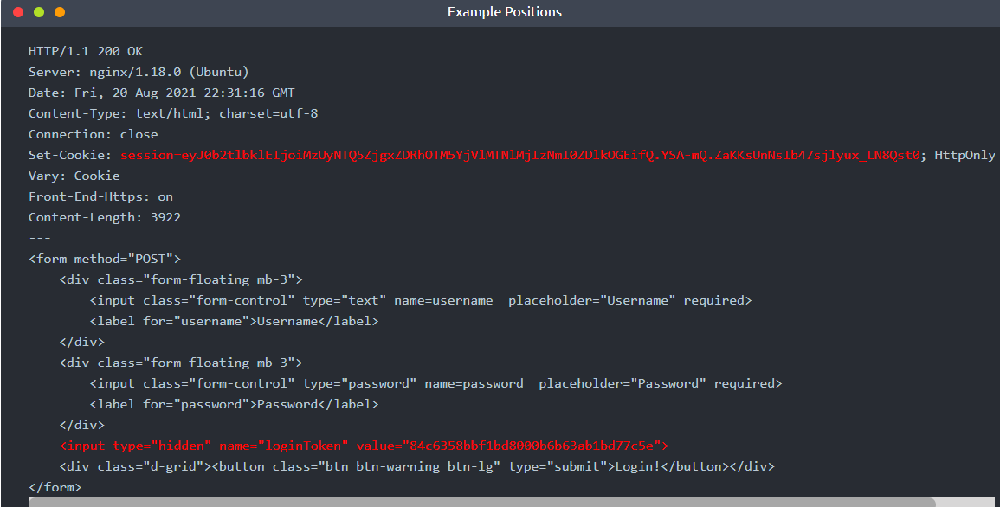 Example Positions
HTTP/1.1 200 OK
Server: nginx/1.18.0 (Ubuntu)
Date: Fri, 20 Aug 2021 22:31:16 GMT
Content-Type: text/html; charset=utf-8
Connection: close
Set-Cookie: session=eyJ0b2tlbklEIjoiMzUyNTQ5ZjgxZDRhOTM5YjVlMTNlMjIzNmI0ZDlkOGEifQ.YSA-mQ.ZaKKsUnNsIb47sjlyux_LN8Qst0; HttpOnly
Vary: Cookie
Front-End-Https: on
Content-Length: 3922
---
<form method="POST">
    <div class="form-floating mb-3">
        <input class="form-control" type="text" name=username  placeholder="Username" required>
        <label for="username">Username</label>
    </div>
    <div class="form-floating mb-3">
        <input class="form-control" type="password" name=password  placeholder="Password" required>
        <label for="password">Password</label>
    </div>
    <input type="hidden" name="loginToken" value="84c6358bbf1bd8000b6b63ab1bd77c5e">
    <div class="d-grid"><button class="btn btn-warning btn-lg" type="submit">Login!</button></div>
</form>